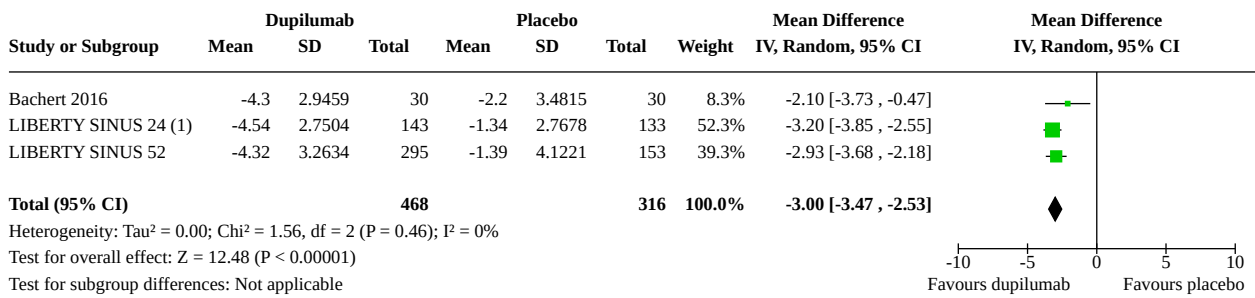 Dupilumab Placebo Mean Difference Mean Difference
Study or Subgroup Mean SD Total Mean SD Total Weight IV, Random, 95% CI IV, Random, 95% CI
Bachert 2016 -4.3 2.9459 30 -2.2 3.4815 30 8.3% -2.10 [-3.73 , -0.47]
LIBERTY SINUS 24 (1) -4.54 2.7504 143 -1.34 2.7678 133 52.3% -3.20 [-3.85 , -2.55]
LIBERTY SINUS 52 -4.32 3.2634 295 -1.39 4.1221 153 39.3% -2.93 [-3.68 , -2.18]
Total (95% CI) 468 316 100.0% -3.00 [-3.47 , -2.53]
Heterogeneity: Tau² = 0.00; Chi² = 1.56, df = 2 (P = 0.46); I² = 0%
Test for overall effect: Z = 12.48 (P < 0.00001) -10 -5 0 5 10
Test for subgroup differences: Not applicable Favours dupilumab Favours placebo